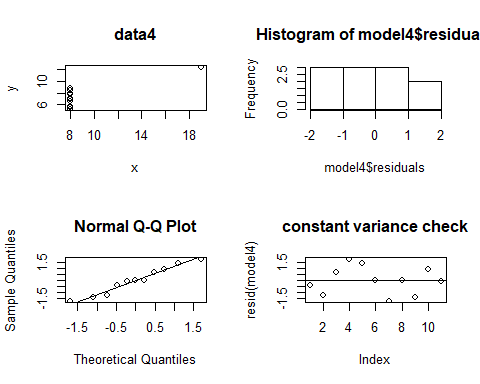 data4
y
6 10
8 10 14 18
x
Histogram of model4$residua
Frequency
0.0 2.5
-2 -1 0 1 2
model4$residuals
Normal Q-Q Plot
Sample Quantiles
-1.5 1.5
-1.5 -0.5 0.5 1.5
Theoretical Quantiles
constant variance check
resid(model4)
-1.5 1.5
2 4 6 8 10
Index